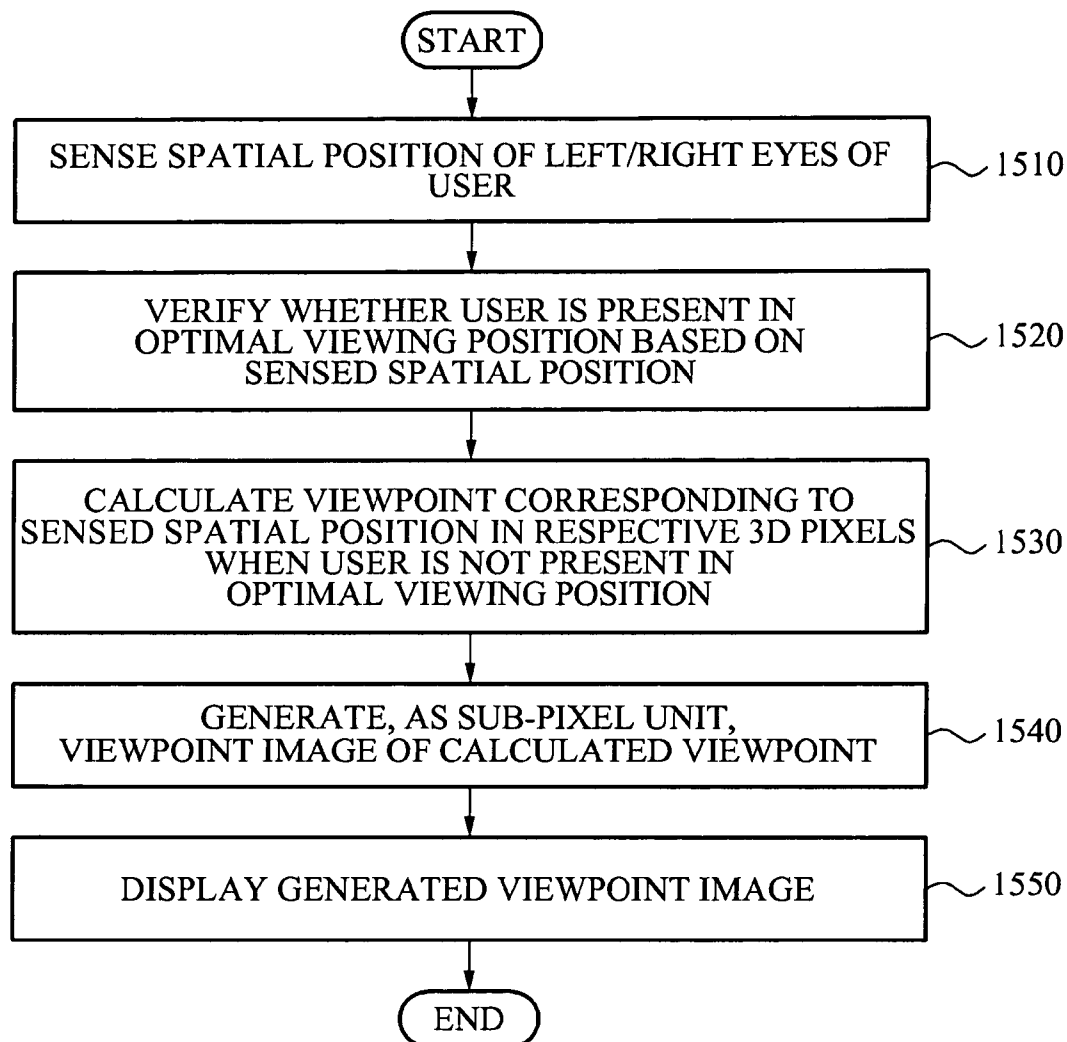 START
SENSE SPATIAL POSITION OF LEFT/RIGHT EYES OF
USER
1510
VERIFY WHETHER USER IS PRESENT IN
OPTIMAL VIEWING POSITION BASED ON
SENSED SPATIAL POSITION
1520
CALCULATE VIEWPOINT CORRESPONDING TO
SENSED SPATIAL POSITION IN RESPECTIVE 3D PIXELS
WHEN USER IS NOT PRESENT IN
OPTIMAL VIEWING POSITION
1530
GENERATE, AS SUB-PIXEL UNIT,
VIEWPOINT IMAGE OF CALCULATED VIEWPOINT
1540
DISPLAY GENERATED VIEWPOINT IMAGE
1550
END